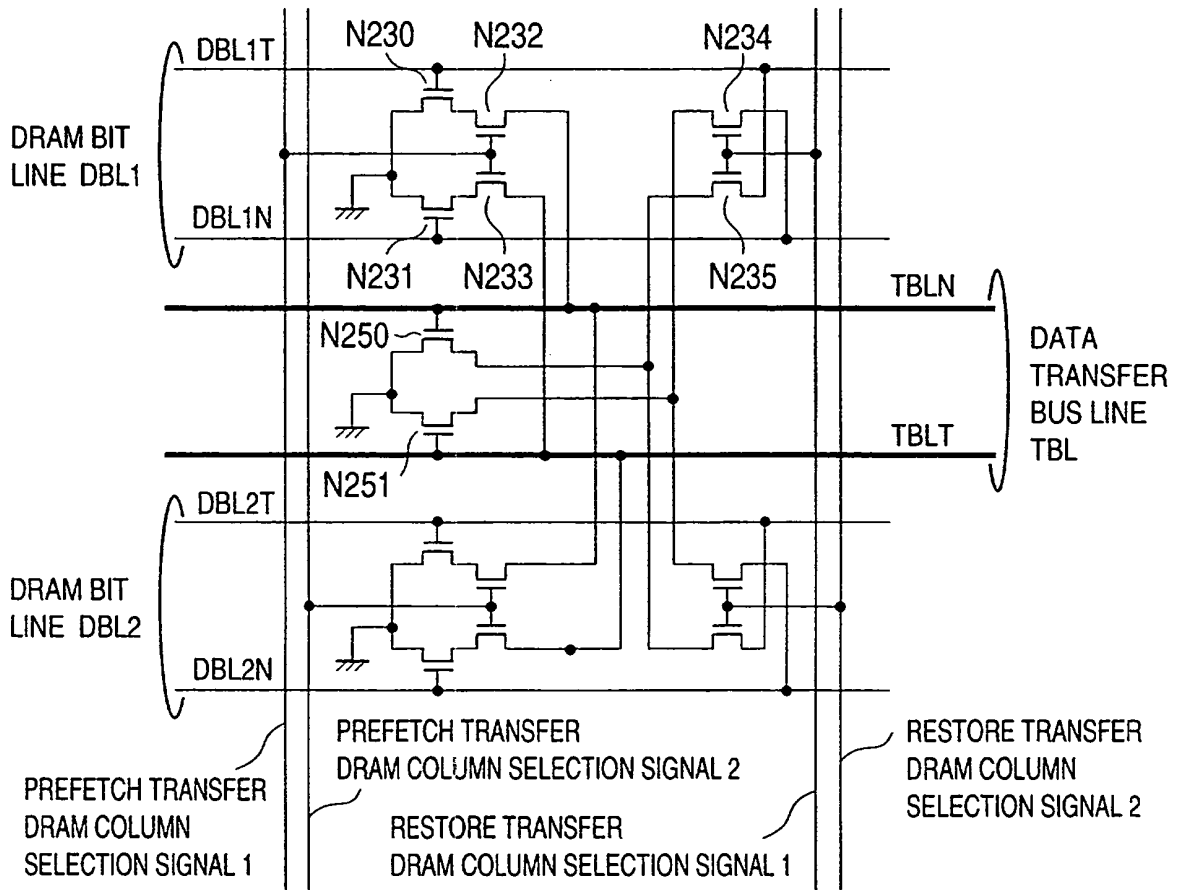 N230
N232
N234
DBL1T
DRAM BIT
LINE DBL1
DBL1N
N231
N233
N235
TBLN
N250
DATA
TRANSFER
BUS LINE
TBL
TBLT
N251
DBL2T
DRAM BIT
LINE DBL2
DBL2N
PREFETCH TRANSFER
DRAM COLUMN SELECTION SIGNAL 2
RESTORE TRANSFER
DRAM COLUMN
SELECTION SIGNAL 2
PREFETCH TRANSFER
DRAM COLUMN
SELECTION SIGNAL 1
RESTORE TRANSFER
DRAM COLUMN SELECTION SIGNAL 1